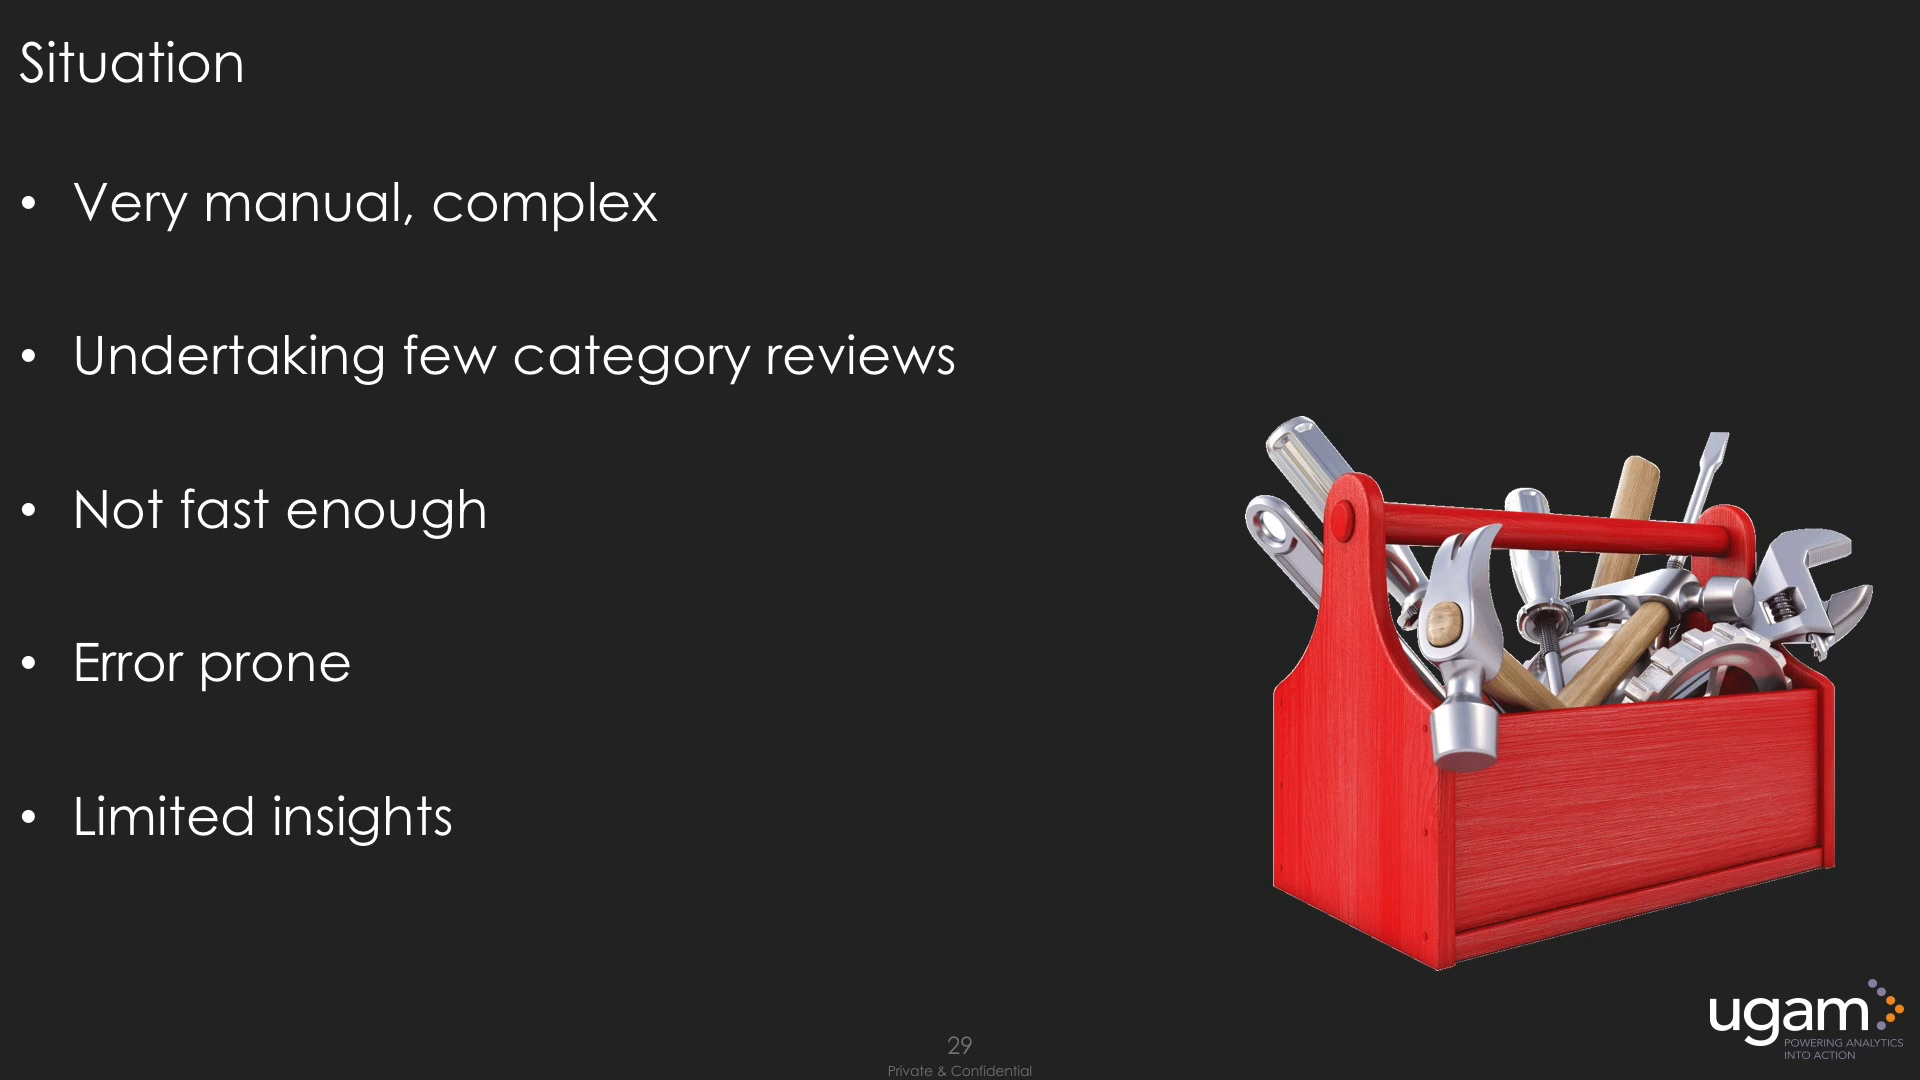 Situation
• Very manual, complex
• Undertaking few category reviews
• Not fast enough
• Error prone
• Limited insights
ugam
POWERING ANALYTICS
INTO ACTION
29
Private & Confidential